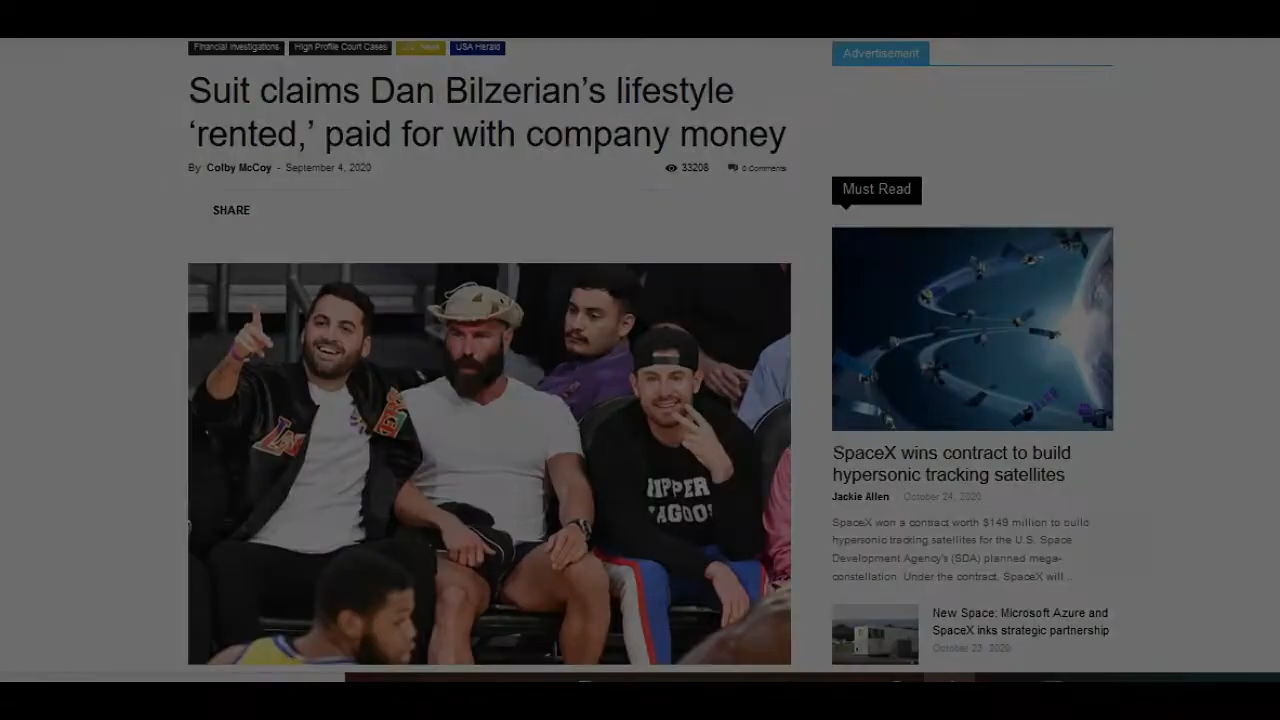 Financial Investigations High Profile Court Cases U.S. News USA Herald
Suit claims Dan Bilzerian’s lifestyle
‘rented,’ paid for with company money
By Colby McCoy - September 4, 2020 33208 0 Comments
SHARE
Advertisement
Must Read
SpaceX wins contract to build
hypersonic tracking satellites
Jackie Allen - October 24, 2020
SpaceX won a contract worth $149 million to build
hypersonic tracking satellites for the U.S. Space
Development Agency's (SDA) planned mega-
constellation. Under the contract, SpaceX will...
New Space: Microsoft Azure and
SpaceX inks strategic partnership
October 23, 2020